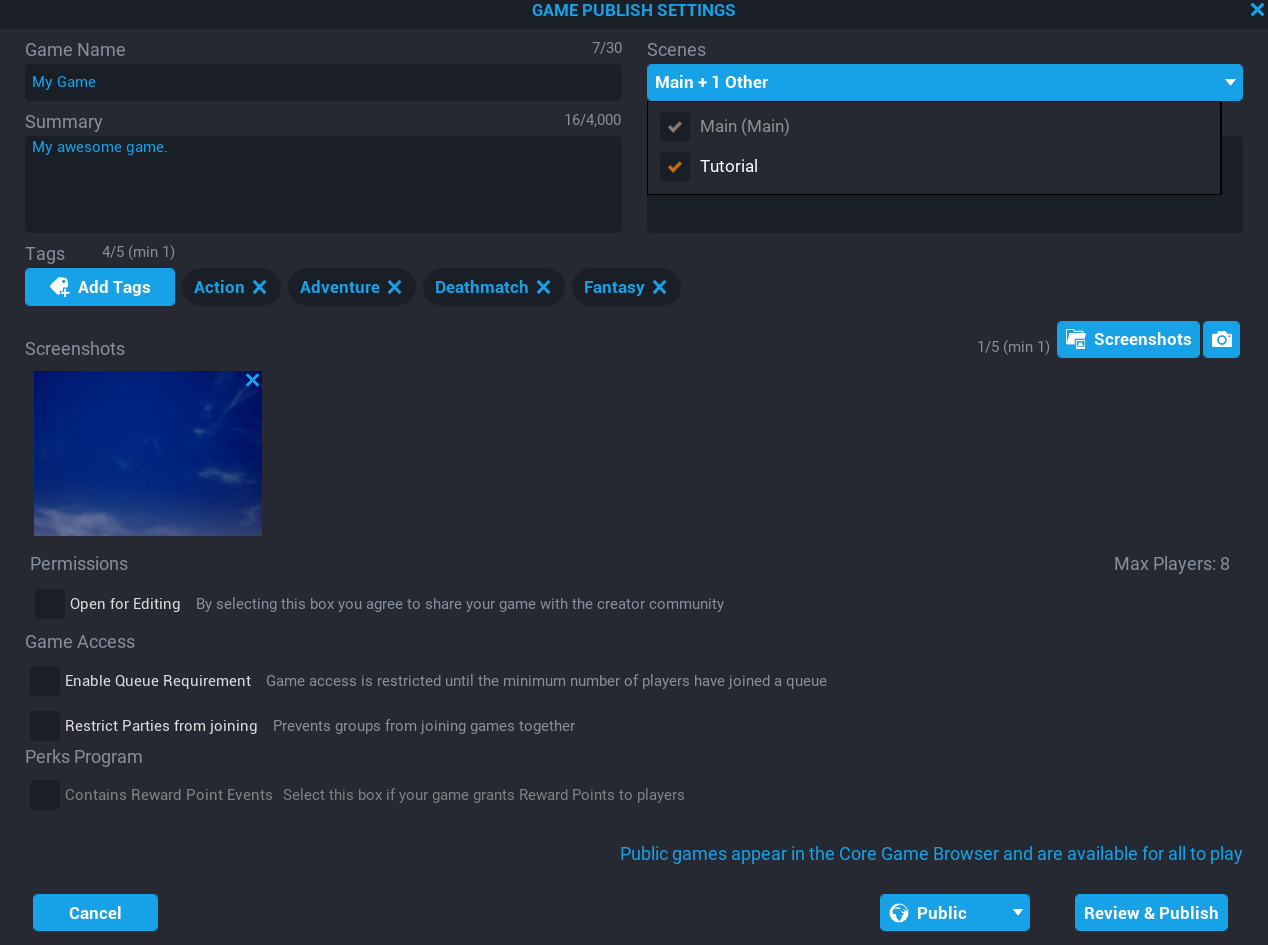 GAME PUBLISH SETTINGS
Game Name 7/30
My Game
Scenes
Main + 1 Other
Main (Main)
Tutorial
Summary 16/4,000
My awesome game.
Tags 4/5 (min 1)
Add Tags Action Adventure Deathmatch Fantasy
Screenshots 1/5 (min 1) Screenshots
Permissions Max Players: 8
Open for Editing By selecting this box you agree to share your game with the creator community
Game Access
Enable Queue Requirement Game access is restricted until the minimum number of players have joined a queue
Restrict Parties from joining Prevents groups from joining games together
Perks Program
Contains Reward Point Events Select this box if your game grants Reward Points to players
Public games appear in the Core Game Browser and are available for all to play
Cancel Public Review & Publish